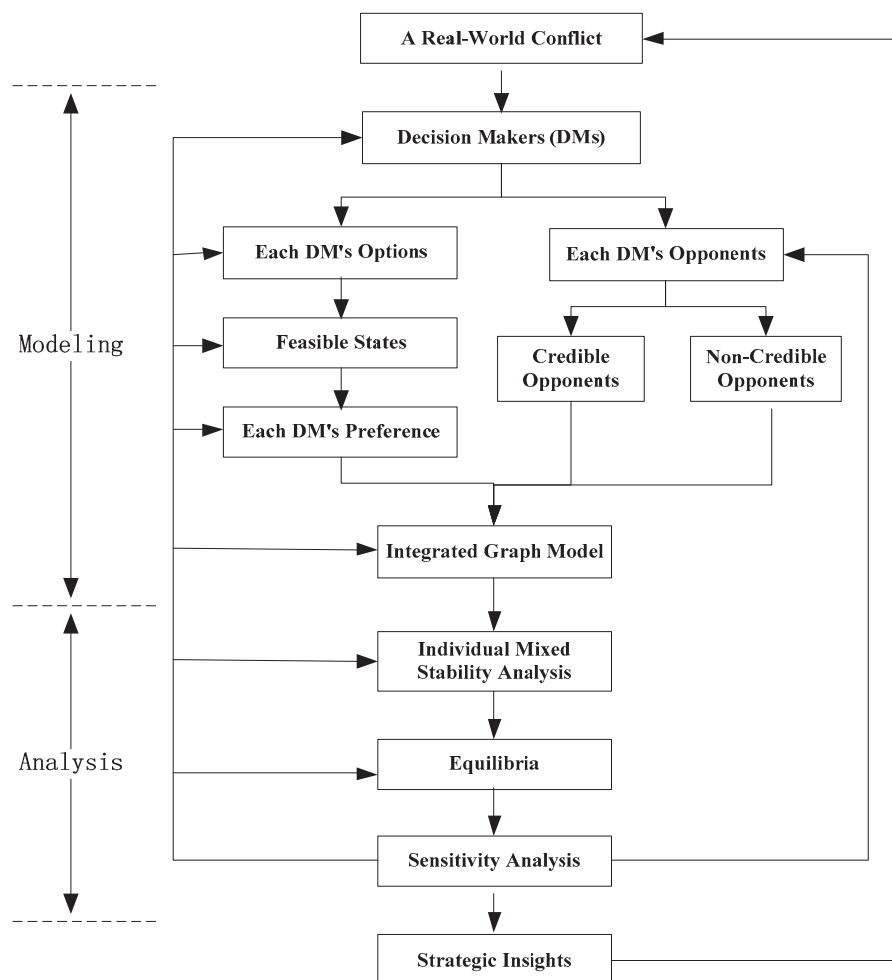 A Real-World Conflict
Decision Makers (DMs)
Each DM's Options
Each DM's Opponents
Modeling
Feasible States
Credible
Opponents
Non-Credible
Opponents
Each DM's Preference
Integrated Graph Model
Individual Mixed
Stability Analysis
Analysis
Equilibria
Sensitivity Analysis
Strategic Insights